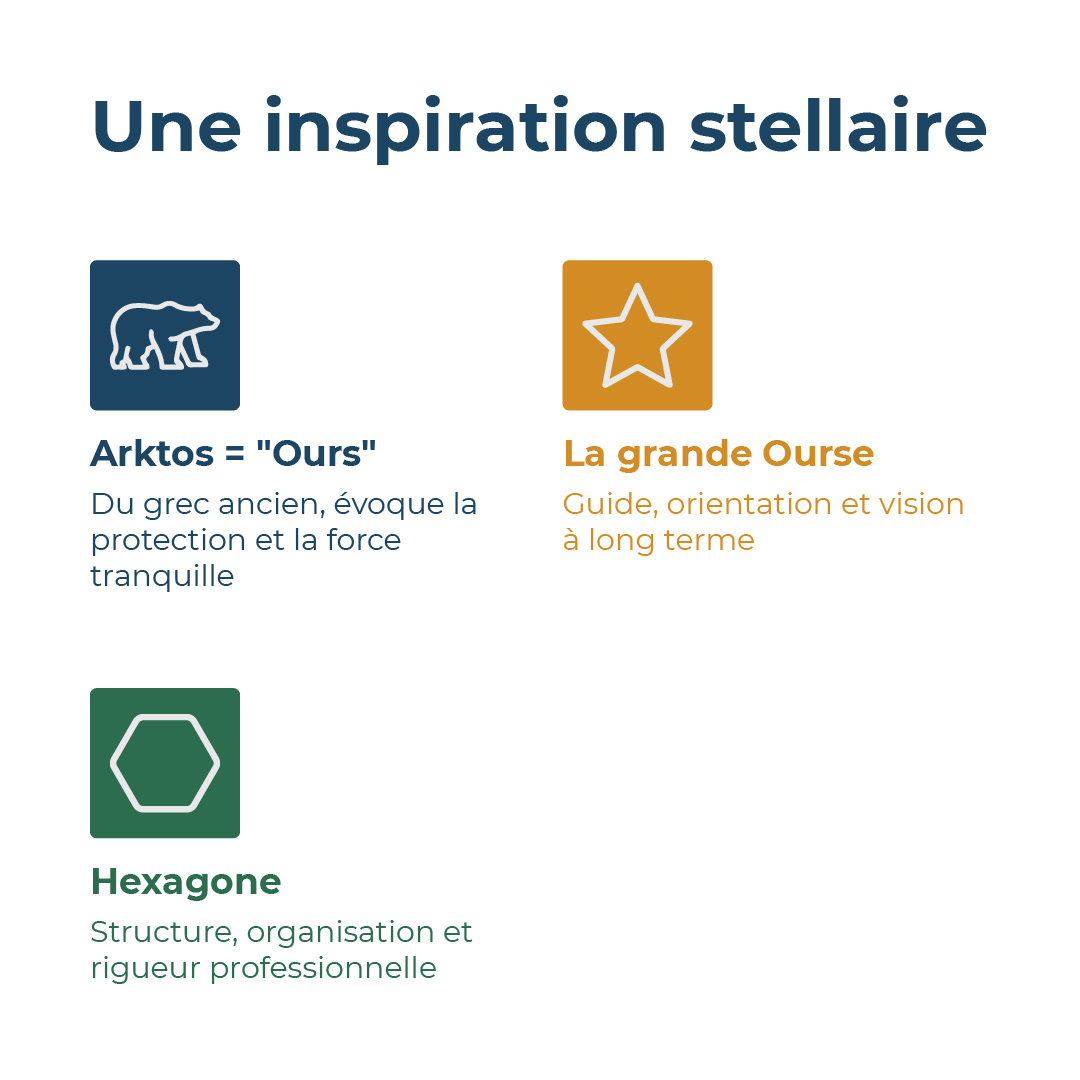 Une inspiration stellaire
Arktos = "Ours"
Du grec ancien, évoque la
protection et la force
tranquille
La grande Ourse
Guide, orientation et vision
à long terme
Hexagone
Structure, organisation et
rigueur professionnelle